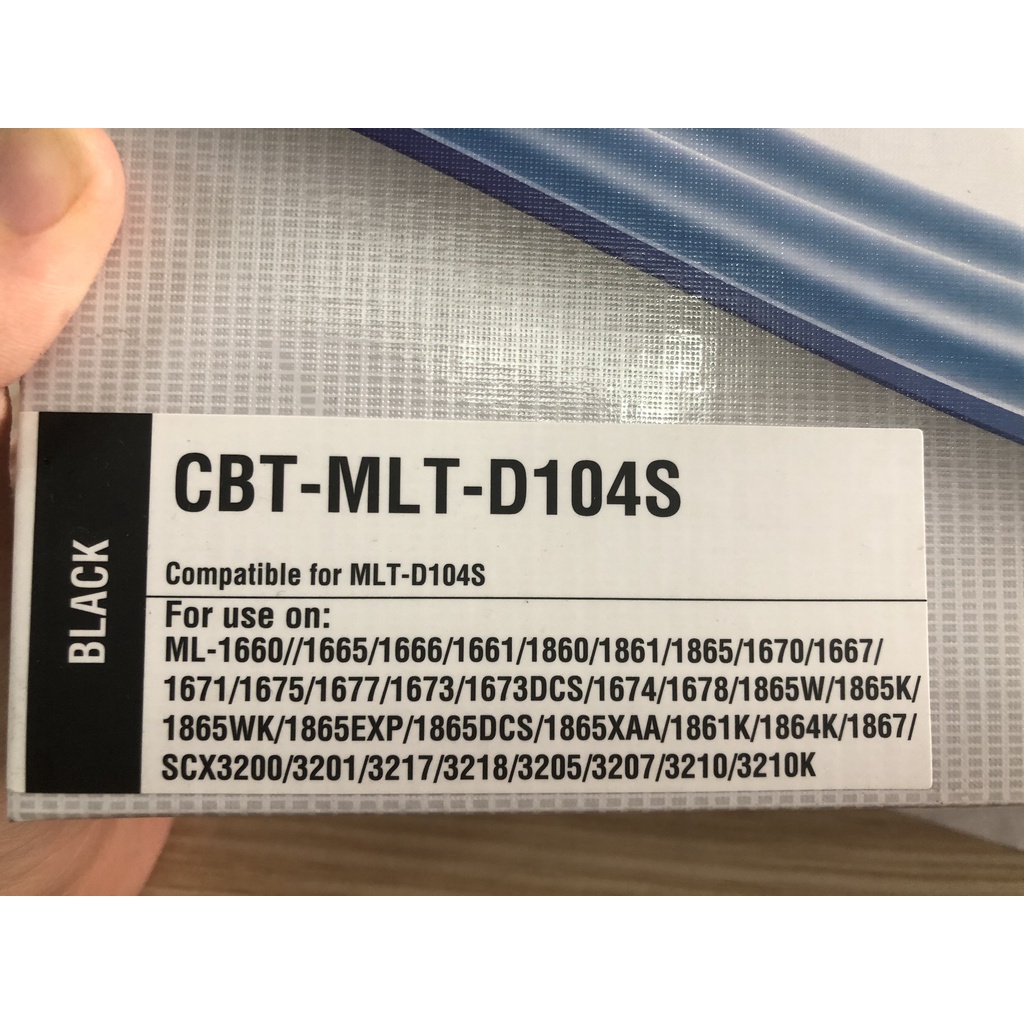 BLACK
CBT-MLT-D104S
Compatible for MLT-D104S
For use on:
ML-1660//1665/1666/1661/1860/1861/1865/1670/1667/
1671/1675/1677/1673/1673DCS/1674/1678/1865W/1865K/
1865WK/1865EXP/1865DCS/1865XAA/1861K/1864K/1867/
SCX3200/3201/3217/3218/3205/3207/3210/3210K